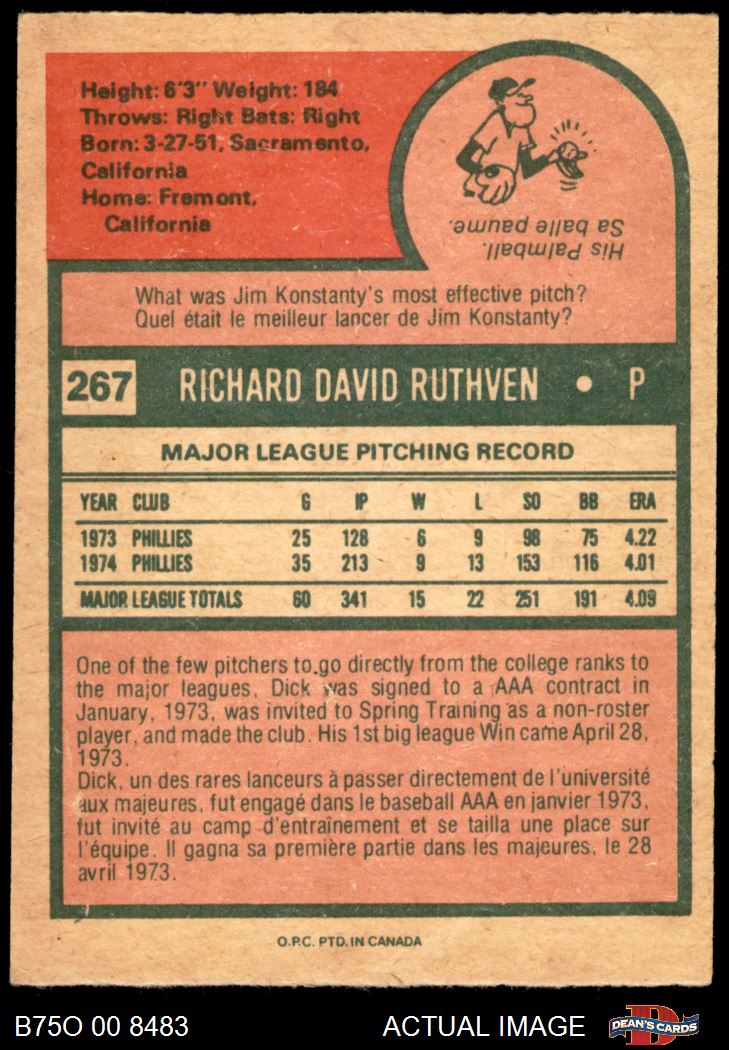 Height: 6'3" Weight: 184
Throws: Right Bats: Right
Born: 3-27-51, Sacramento,
California
Home: Fremont,
California
His Palmball.
Sa balle paume.
What was Jim Konstanty's most effective pitch?
Quel était le meilleur lancer de Jim Konstanty?
267 RICHARD DAVID RUTHVEN • P
MAJOR LEAGUE PITCHING RECORD
YEAR CLUB G IP W L SO BB ERA
1973 PHILLIES 25 128 6 9 98 75 4.22
1974 PHILLIES 35 213 9 13 153 116 4.01
MAJOR LEAGUE TOTALS 60 341 15 22 251 191 4.09
One of the few pitchers to go directly from the college ranks to
the major leagues, Dick was signed to a AAA contract in
January, 1973, was invited to Spring Training as a non-roster
player, and made the club. His 1st big league Win came April 28,
1973.
Dick, un des rares lanceurs à passer directement de l'université
aux majeures, fut engagé dans le baseball AAA en janvier 1973,
fut invité au camp d'entraînement et se tailla une place sur
l'équipe. Il gagna sa première partie dans les majeures, le 28
avril 1973.
O.P.C. PTD. IN CANADA
B75O 00 8483 ACTUAL IMAGE DEAN'S CARDS